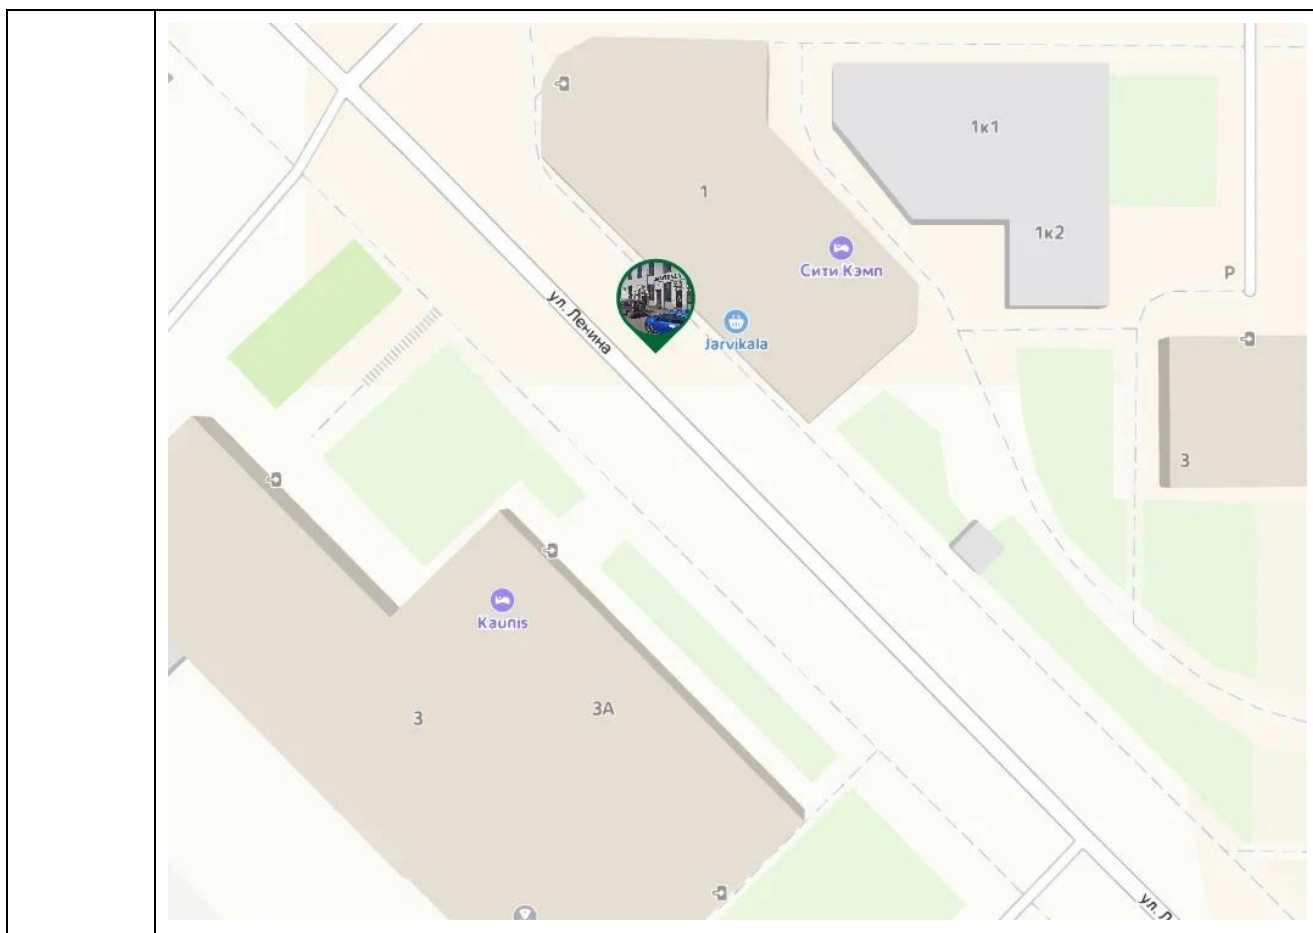 1к1
1
1к2
Сити Кэмп
Р
ул. Ленина
Jarvikala
3
Kaunis
3А
3
ул. Л